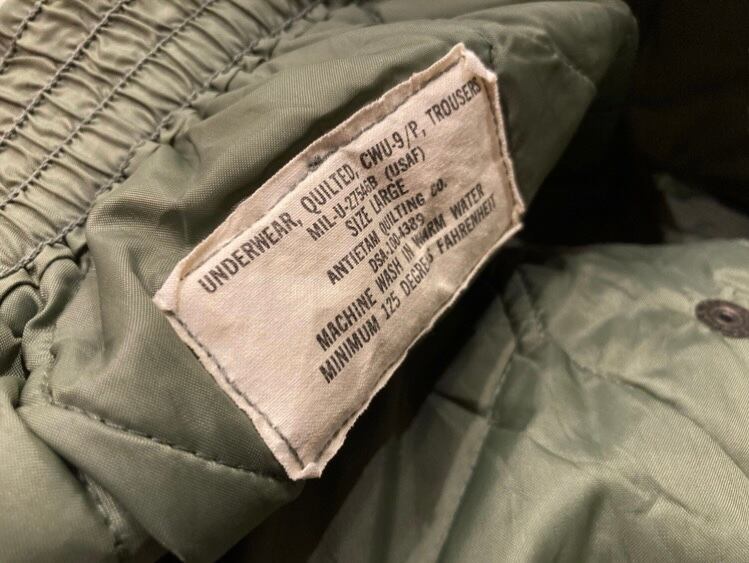 UNDERWEAR, QUILTED, CWU-9/P, TROUSERS
MIL-U-27546B (USAF)
SIZE LARGE
ANTIETAM QUILTING CO.
DSA-100-4389
MACHINE WASH IN WARM WATER
MINIMUM 125 DEGREE FAHRENHEIT